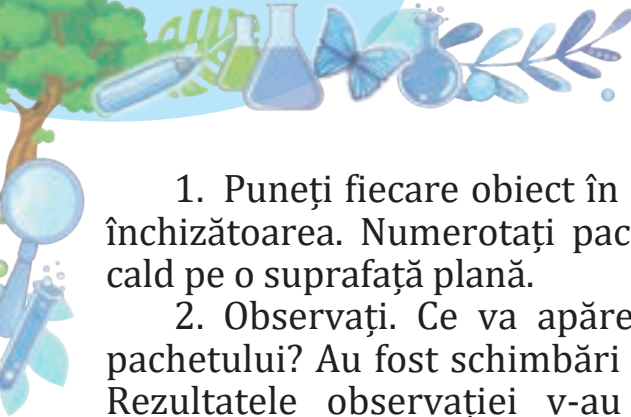 1. Puneți fiecare obiect în
închizătoarea. Numerotați pac
cald pe o suprafață plană.
2. Observați. Ce va apăre
pachetului? Au fost schimbări
Rezultatele observației v-au